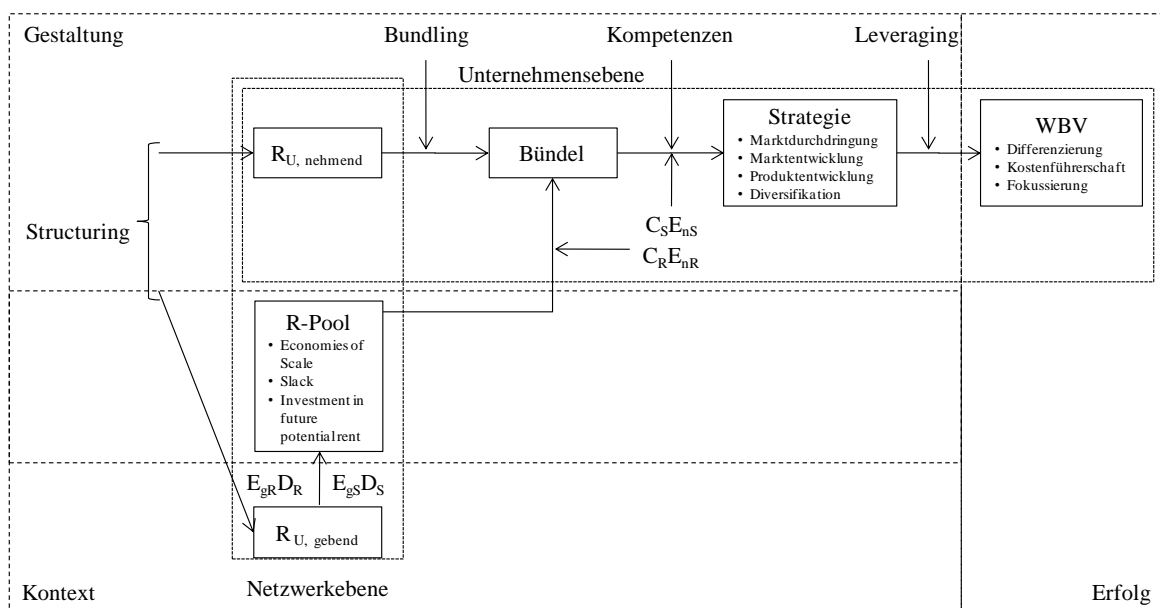 Gestaltung
Bundling
Kompetenzen
Leveraging
Unternehmensebene
R U, nehmend
Bündel
Strategie
• Marktdurchdringung
• Marktentwicklung
• Produktentwicklung
• Diversifikation
WBV
• Differenzierung
• Kostenführerschaft
• Fokussierung
Structuring
CSEnS
CREnR
R-Pool
• Economies of
Scale
• Slack
• Investment in
future
potential rent
EgRDR
EgSDS
R U, gebend
Kontext
Netzwerkebene
Erfolg